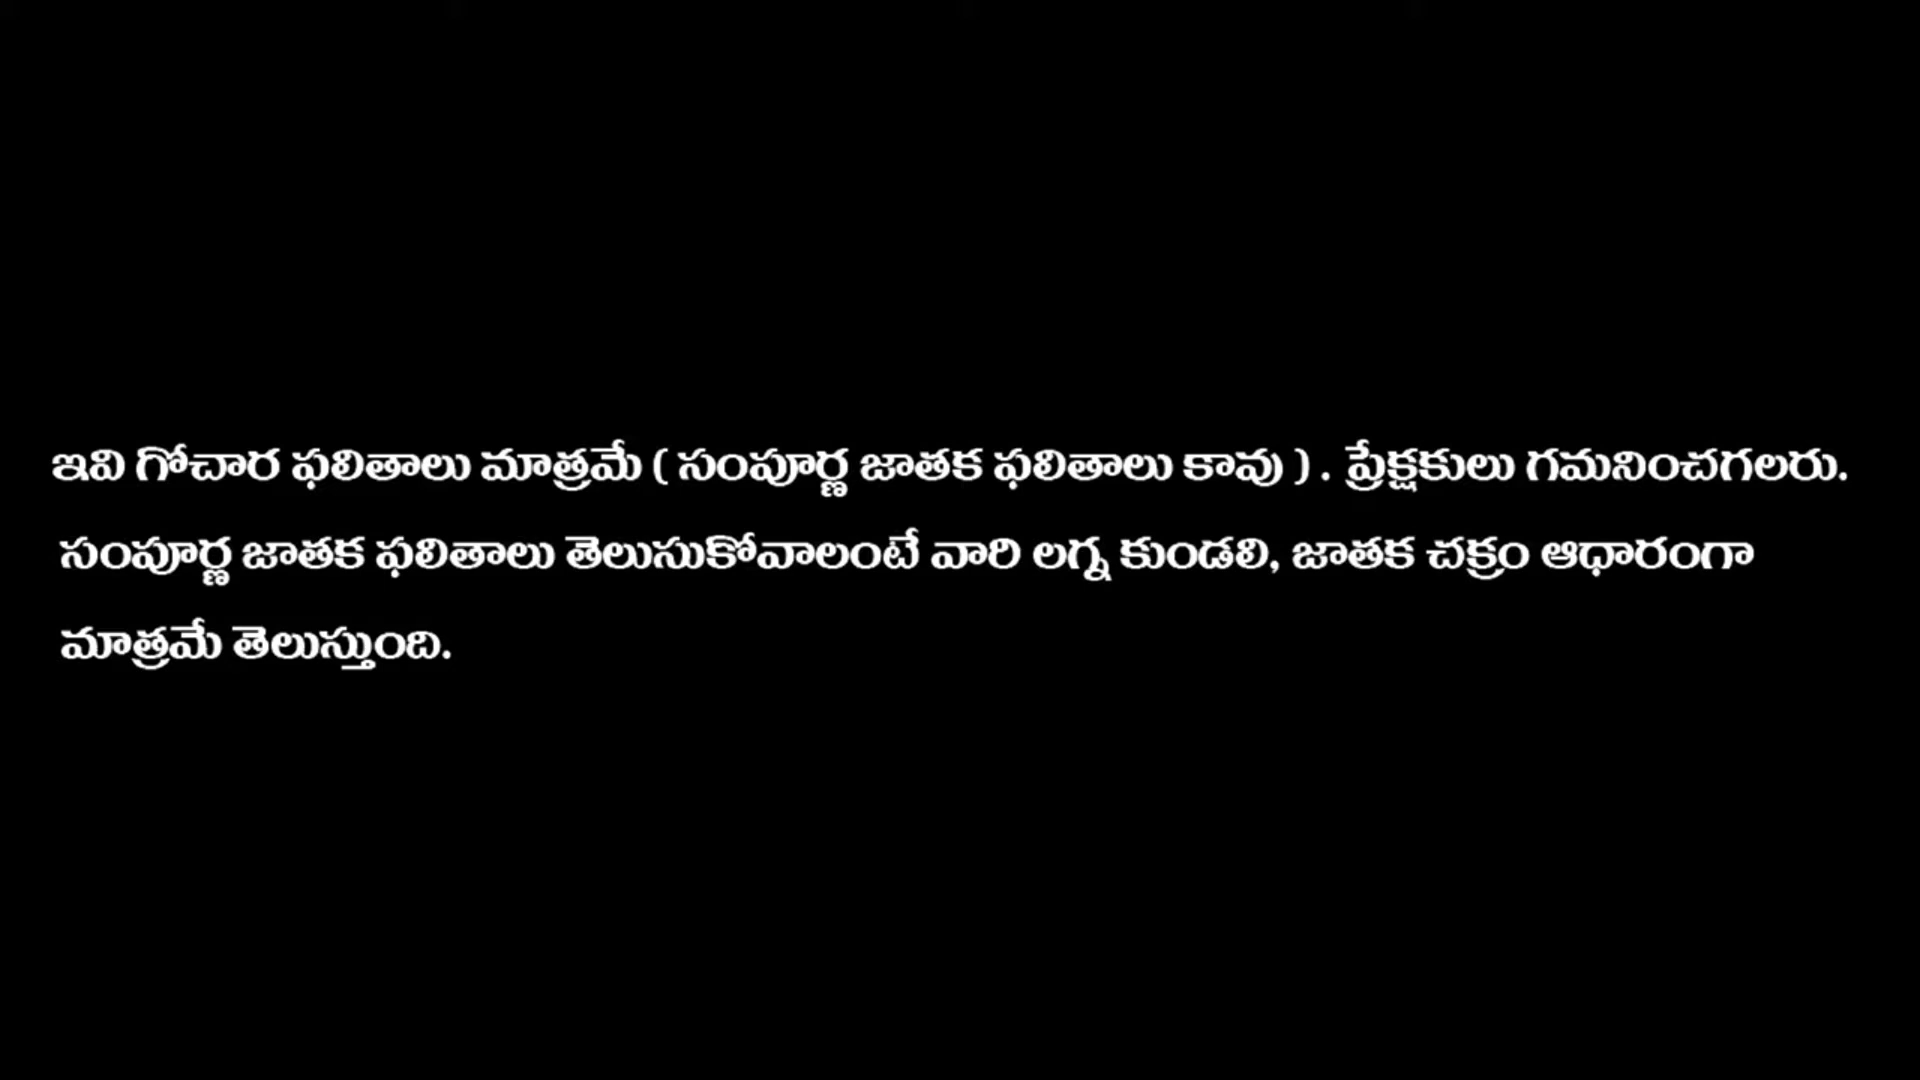 ఇవి గోచార ఫలితాలు మాత్రమే ( సంపూర్ణ జాతక ఫలితాలు కావు ) . ప్రేక్షకులు గమనించగలరు.
సంపూర్ణ జాతక ఫలితాలు తెలుసుకోవాలంటే వారి లగ్న కుండలి, జాతక చక్రం ఆధారంగా
మాత్రమే తెలుస్తుంది.